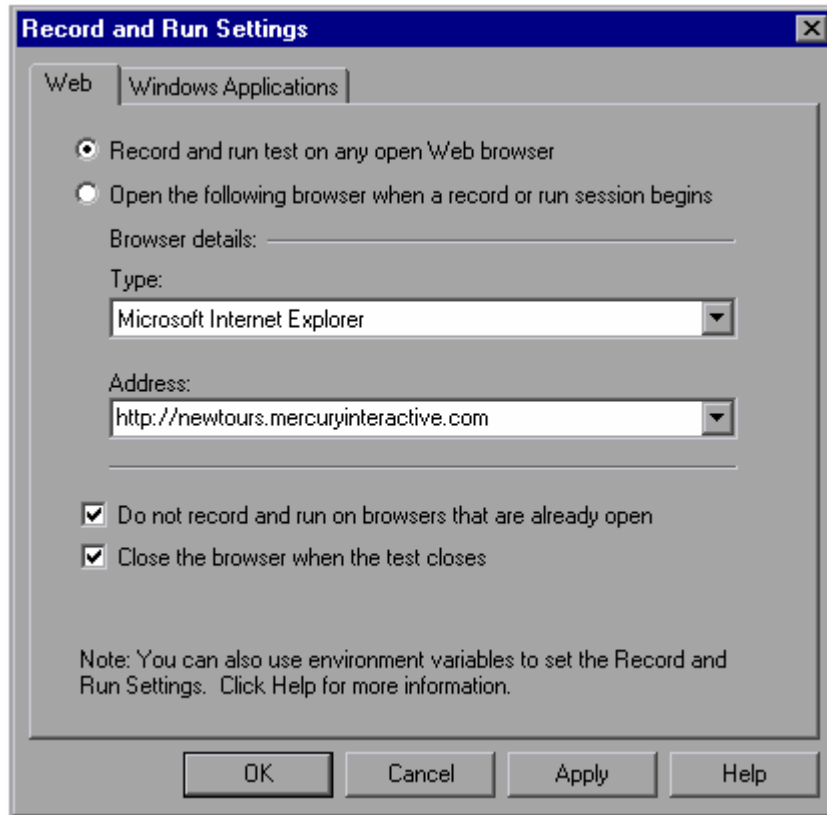 Record and Run Settings
Web
Windows Applications
Record and run test on any open Web browser
Open the following browser when a record or run session begins
Browser details:
Type:
Microsoft Internet Explorer
Address:
http://newtours.mercuryinteractive.com
Do not record and run on browsers that are already open
Close the browser when the test closes
Note: You can also use environment variables to set the Record and
Run Settings.  Click Help for more information.
OK
Cancel
Apply
Help